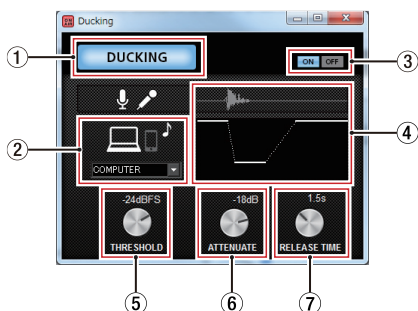 Ducking
① DUCKING
ON OFF ③
② ④
COMPUTER
-24dBFS -18dB 1.5s
THRESHOLD ATTENUATE RELEASE TIME
⑤ ⑥ ⑦